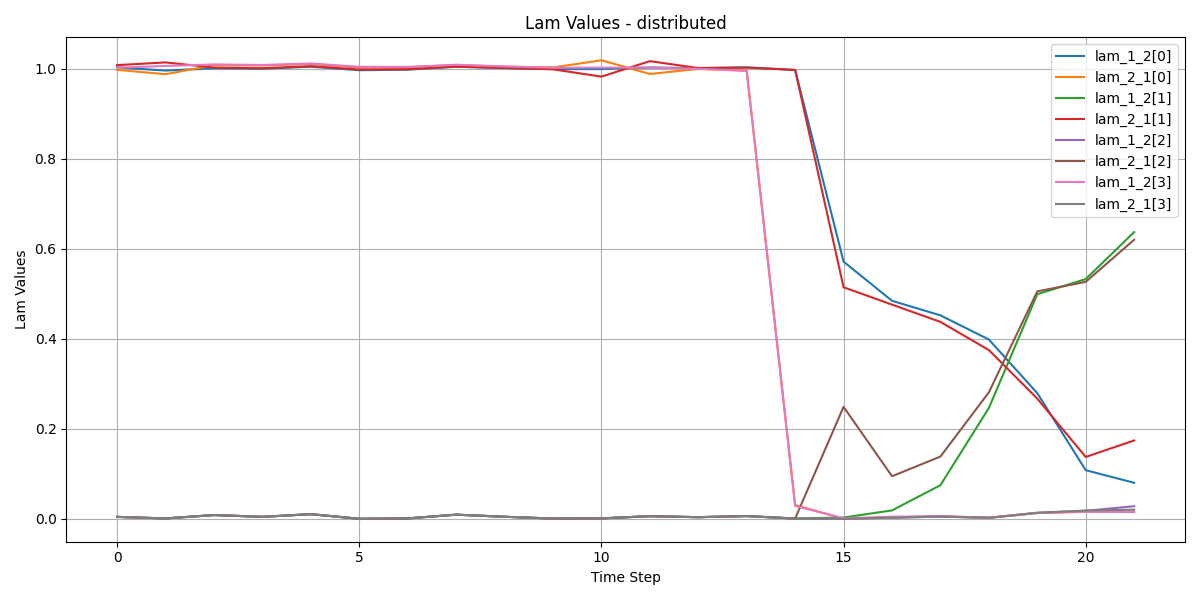 Lam Values - distributed
lam_1_2[0]
lam_2_1[0]
lam_1_2[1]
lam_2_1[1]
lam_1_2[2]
lam_2_1[2]
lam_1_2[3]
lam_2_1[3]
Lam Values
1.0
0.8
0.6
0.4
0.2
0.0
0 5 10 15 20
Time Step